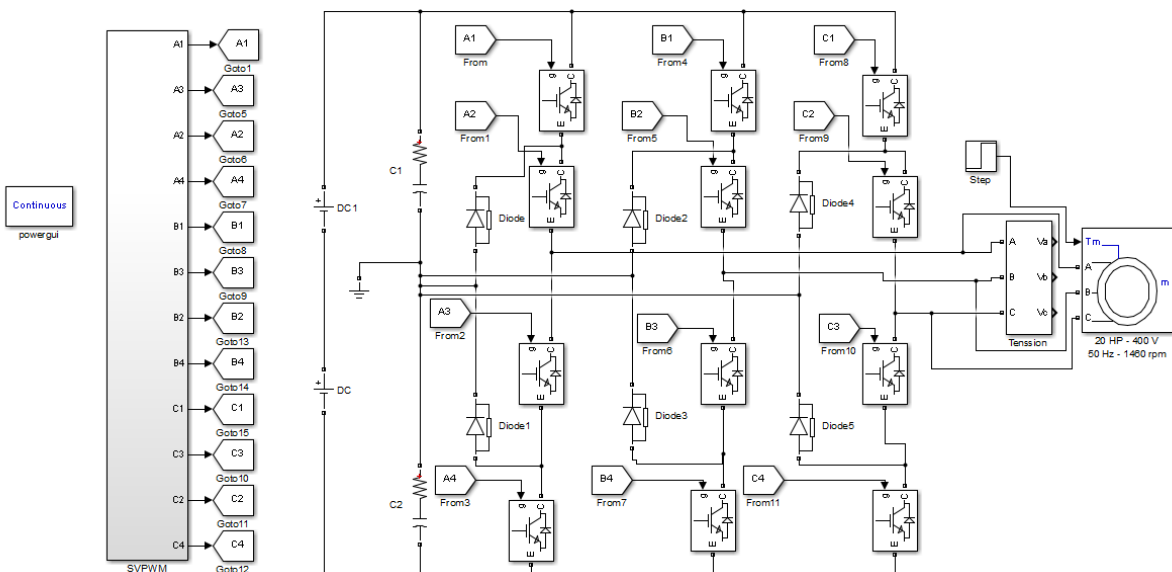 Continuous
powergui
A1
A3
A2
A4
B1
B3
B2
B4
C1
C3
C2
C4
SVPWM
A1
Goto1
A3
Goto5
A2
Goto6
A4
Goto7
B1
Goto8
B3
Goto9
B2
Goto13
B4
Goto14
C1
Goto15
C3
Goto10
C2
Goto11
C4
Goto12
+
DC1
+
DC
C1
C2
A1
From
g
C
E
A2
From1
g
C
E
Diode
A3
From2
g
C
E
Diode1
A4
From3
g
C
E
B1
From4
g
C
E
B2
From5
g
C
E
Diode2
B3
From6
g
C
E
Diode3
B4
From7
g
C
E
C1
From8
g
C
E
C2
From9
g
C
E
Diode4
C3
From10
g
C
E
Diode5
C4
From11
g
C
E
Step
A
B
C
Va
Vb
Vc
Tenssion
Tm
A
B
C
m
20 HP - 400 V
50 Hz - 1460 rpm